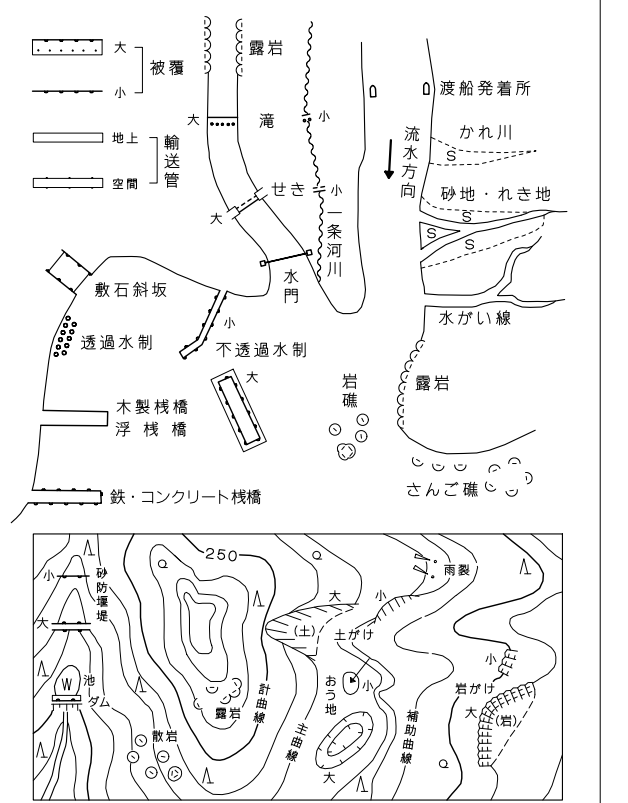 大
小
被覆
地上
空間
輸送管
露岩
大
滝
小
せき
小
大
一条河川
水門
流水方向
渡船発着所
かれ川
S
砂地・れき地
S
S
S
水がい線
敷石斜坂
透過水制
小
不透過水制
大
木製桟橋
浮桟橋
岩礁
露岩
さんご礁
鉄・コンクリート桟橋
小
砂防堰堤
大
W
池
ダム
250
計曲線
露岩
散岩
主曲線
大
小
(土)
土がけ
雨裂
おう地
小
大
補助曲線
小
岩がけ
大
(岩)